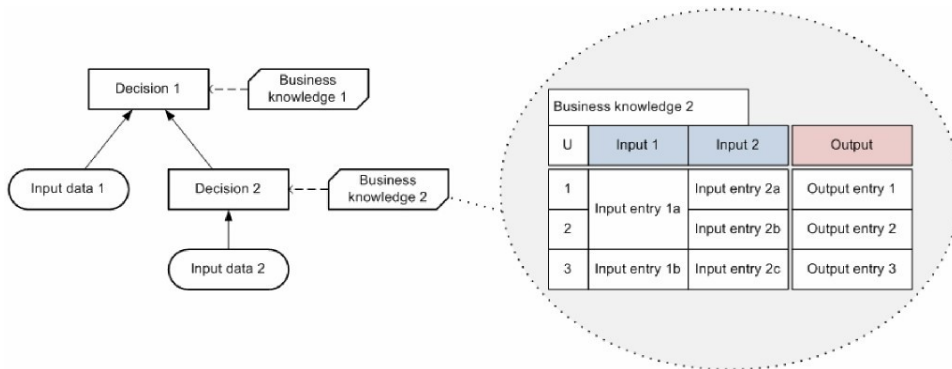 Decision 1
Business
knowledge 1
Input data 1
Decision 2
Business
knowledge 2
Input data 2
Business knowledge 2
U Input 1 Input 2 Output
1 Input entry 1a Input entry 2a Output entry 1
2 Input entry 2b Output entry 2
3 Input entry 1b Input entry 2c Output entry 3